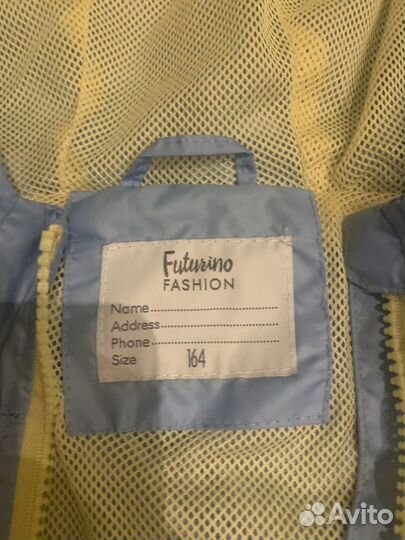 Futurino
FASHION
Name..............................
Address..........................
Phone............................
Size 164
Avito